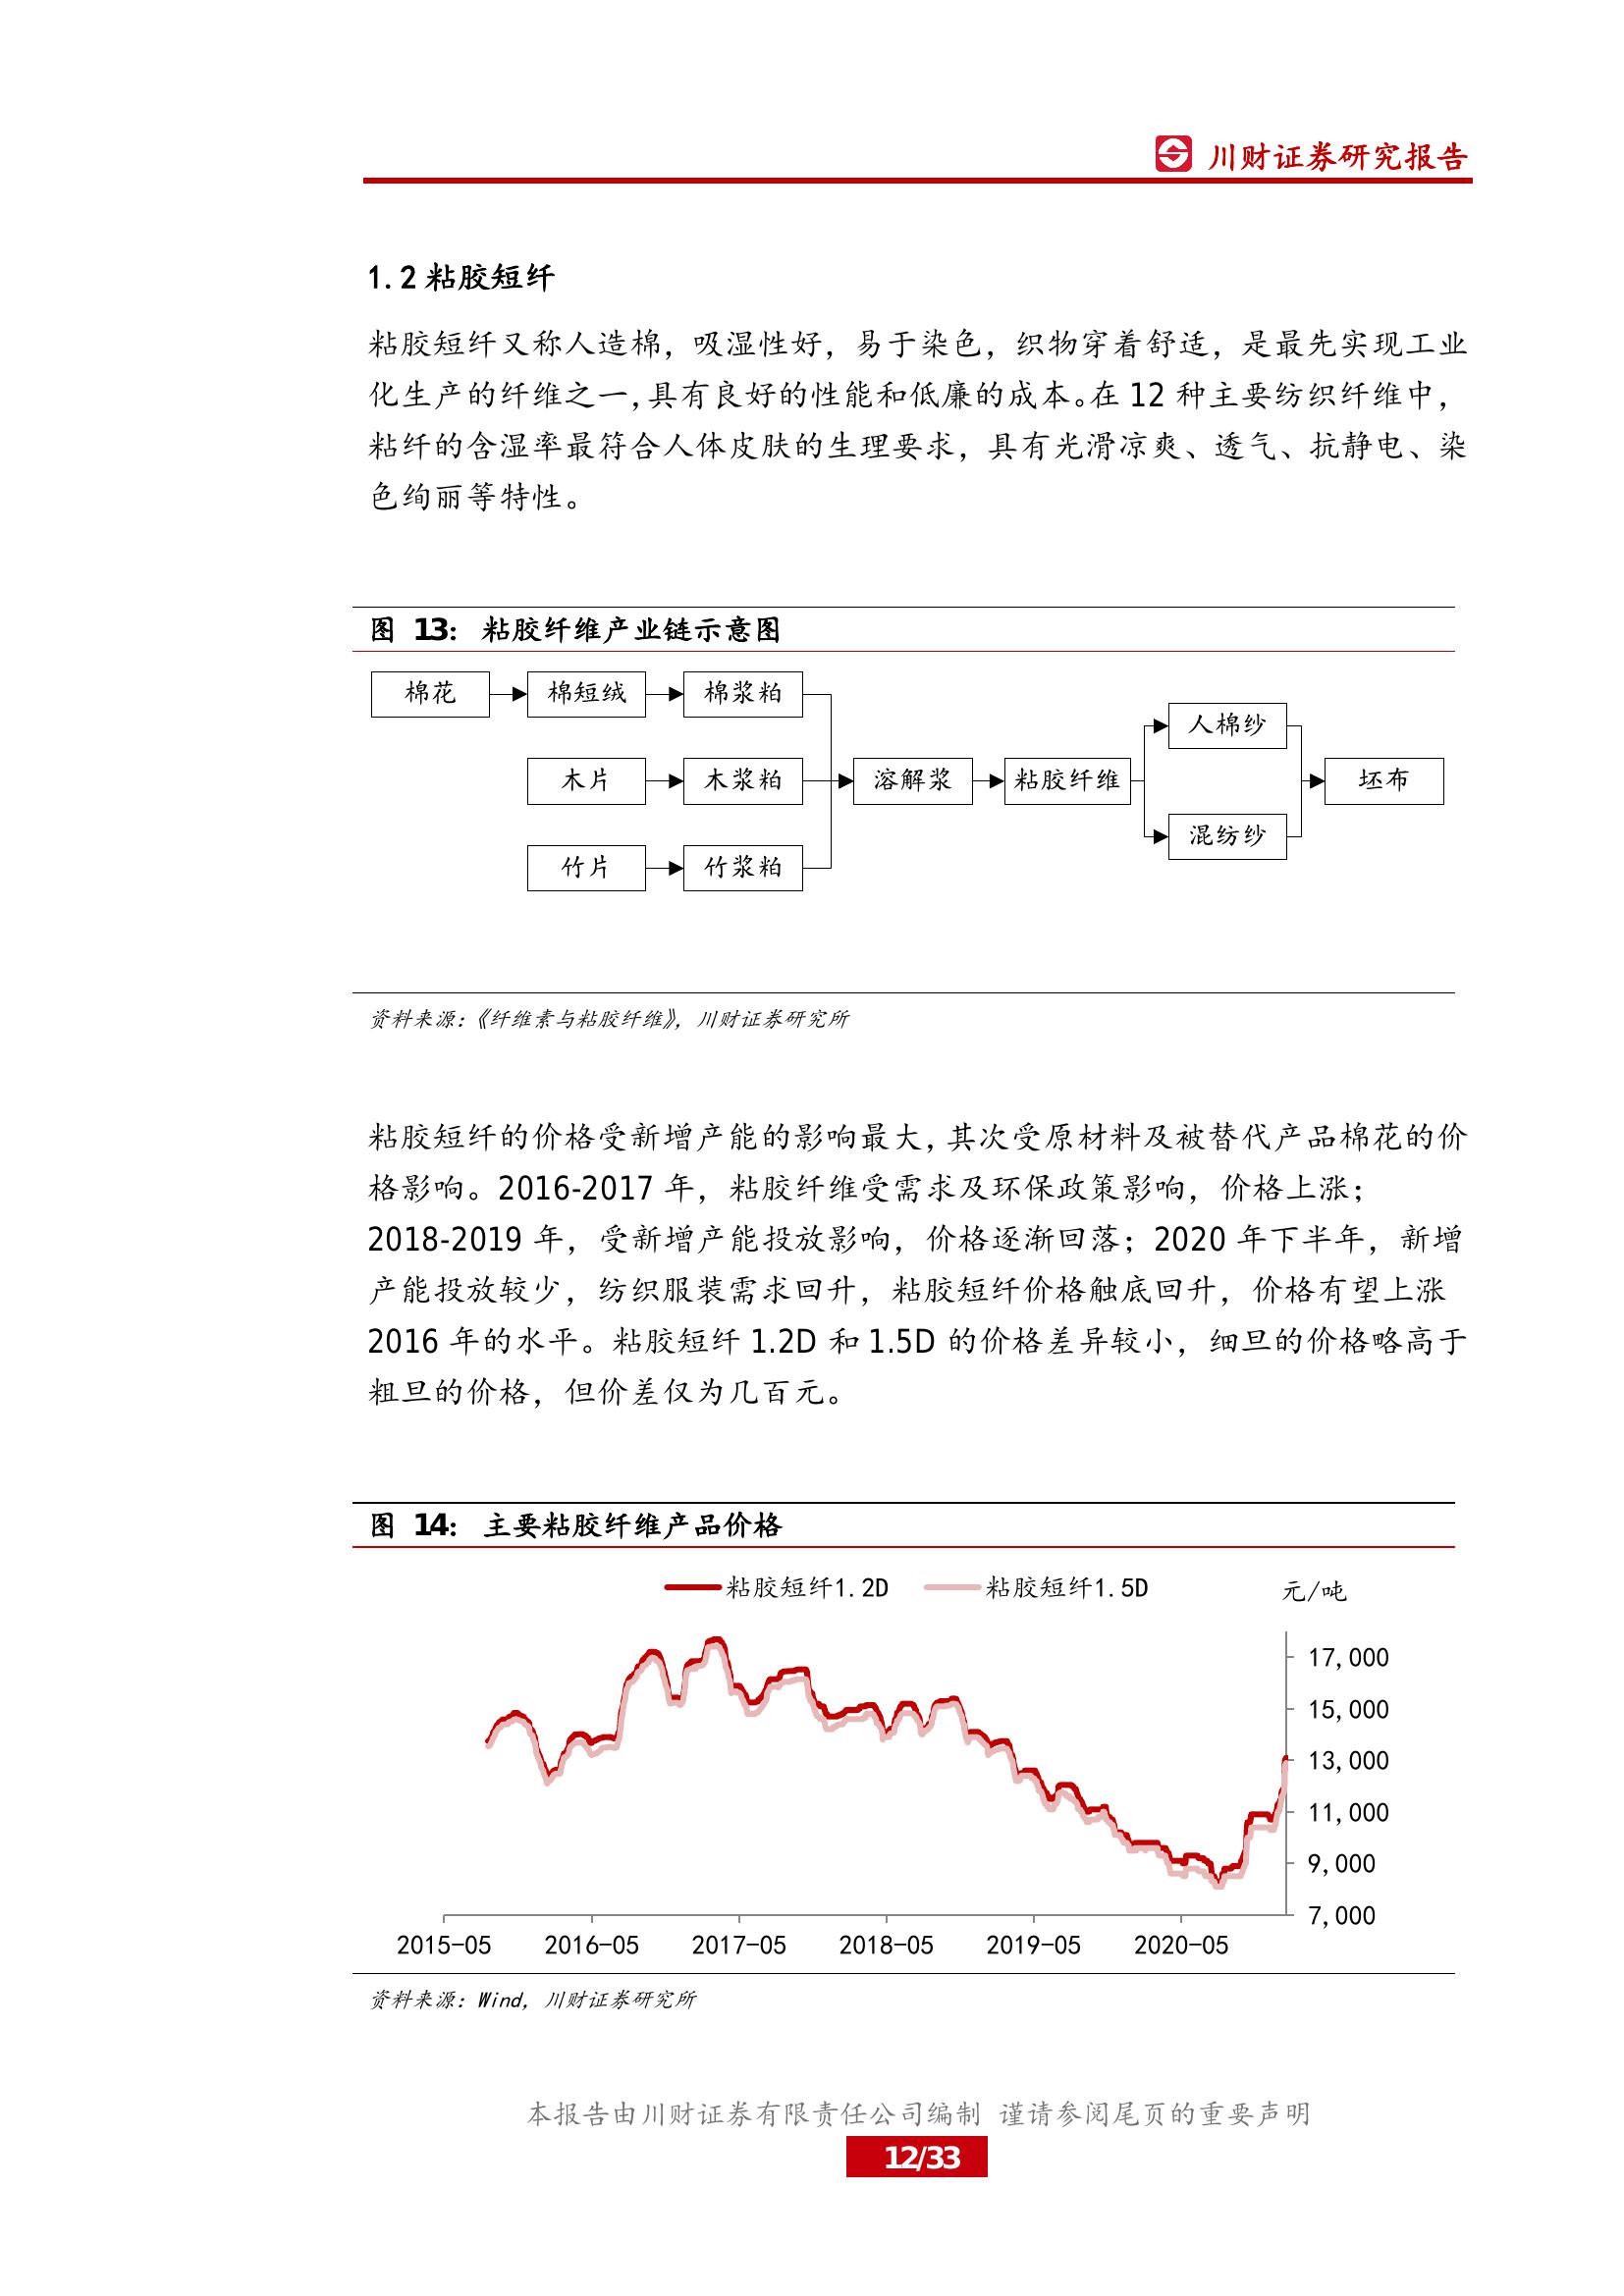 川财证券研究报告
1.2 粘胶短纤
粘胶短纤又称人造棉，吸湿性好，易于染色，织物穿着舒适，是最先实现工业
化生产的纤维之一，具有良好的性能和低廉的成本。在 12 种主要纺织纤维中，
粘纤的含湿率最符合人体皮肤的生理要求，具有光滑凉爽、透气、抗静电、染
色绚丽等特性。
图 13： 粘胶纤维产业链示意图
棉花 棉短绒 棉浆粕
人棉纱
木片 木浆粕 溶解浆 粘胶纤维 坯布
混纺纱
竹片 竹浆粕
资料来源：《纤维素与粘胶纤维》，川财证券研究所
粘胶短纤的价格受新增产能的影响最大，其次受原材料及被替代产品棉花的价
格影响。2016-2017 年，粘胶纤维受需求及环保政策影响，价格上涨；
2018-2019 年，受新增产能投放影响，价格逐渐回落；2020 年下半年，新增
产能投放较少，纺织服装需求回升，粘胶短纤价格触底回升，价格有望上涨
2016 年的水平。粘胶短纤 1.2D 和 1.5D 的价格差异较小，细旦的价格略高于
粗旦的价格，但价差仅为几百元。
图 14： 主要粘胶纤维产品价格
粘胶短纤1.2D 粘胶短纤1.5D 元/吨
17,000
15,000
13,000
11,000
9,000
7,000
2015-05 2016-05 2017-05 2018-05 2019-05 2020-05
资料来源：Wind，川财证券研究所
本报告由川财证券有限责任公司编制 谨请参阅尾页的重要声明
12/33